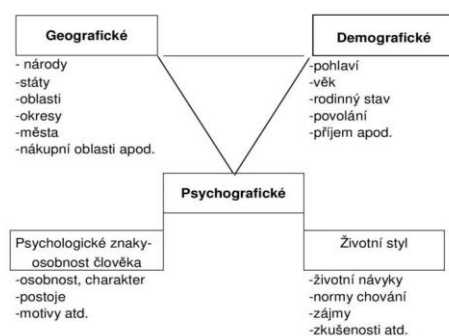 Geografické
- národy
-státy
-oblasti
-okresy
-města
-nákupní oblasti apod.
Demografické
-pohlaví
-věk
-rodinný stav
-povolání
-příjem apod.
Psychografické
Psychologické znaky-
osobnost člověka
-osobnost, charakter
-postoje
-motivy atd.
Životní styl
-životní návyky
-normy chování
-zájmy
-zkušenosti atd.